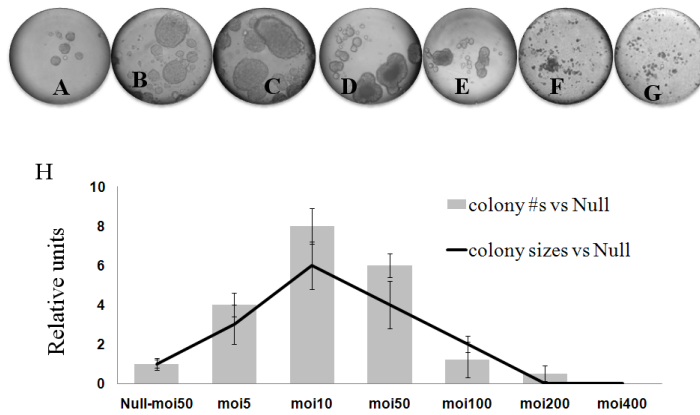 A B C D E F G
H
10
8
6
4
2
0
Relative units
colony #s vs Null
colony sizes vs Null
Null-moi50 moi5 moi10 moi50 moi100 moi200 moi400